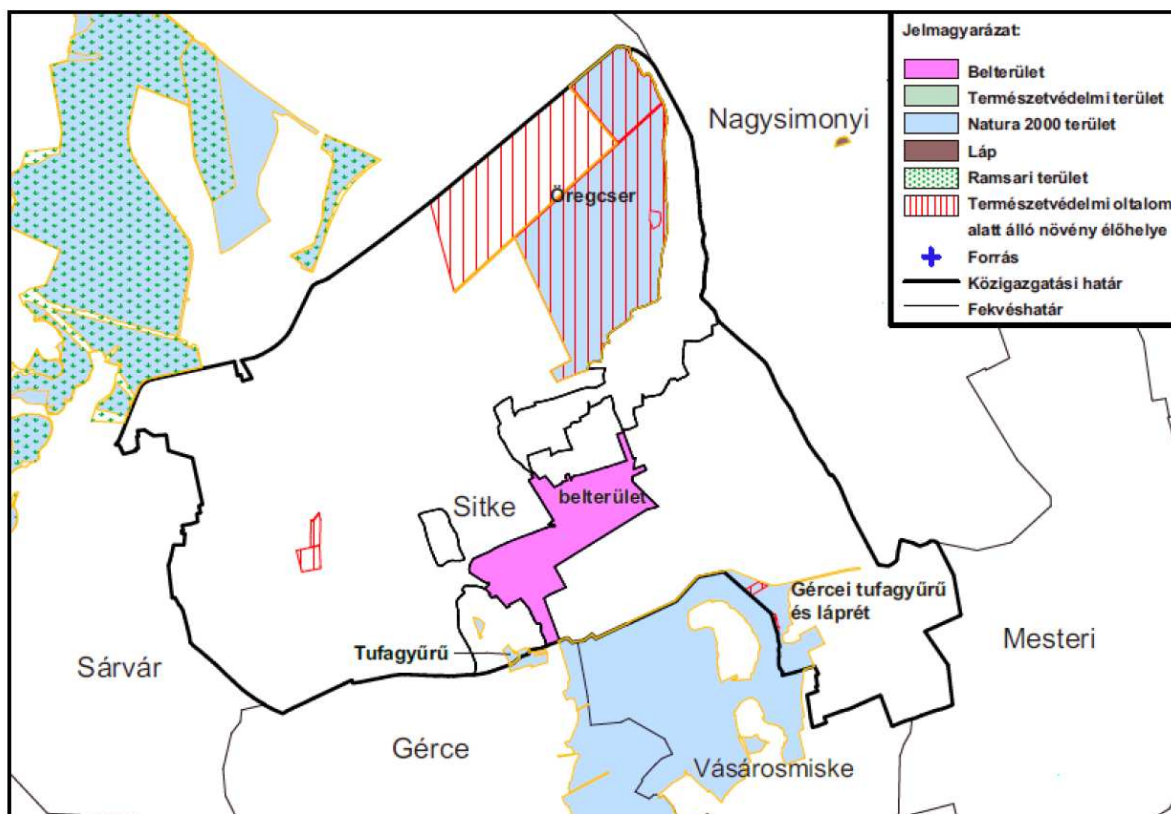 Jelmagyarázat:
Belterület
Természetvédelmi terület
Natura 2000 terület
Láp
Ramsari terület
Természetvédelmi oltalom
alatt álló növény élőhelye
Forrás
Közigazgatási határ
Fekvéshatár
Nagysimonyi
Öregcser
Sitke
belterület
Gércei tufagyűrű
és láprét
Mesteri
Tufagyűrű
Sárvár
Gérce
Vásárosmiske